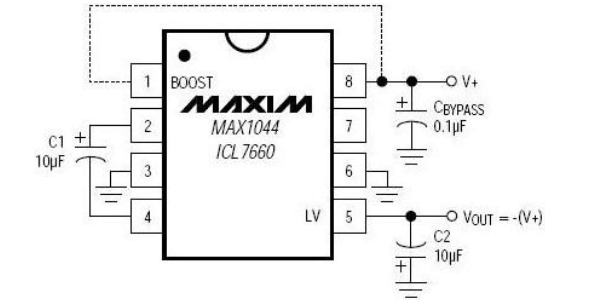 1 BOOST 8 V+
MAXIM
C1 + 2 MAX1044 7 + CBYPASS
10µF ICL7660 0.1µF
3 6
4 LV 5 VOUT = -(V+)
C2
+ 10µF